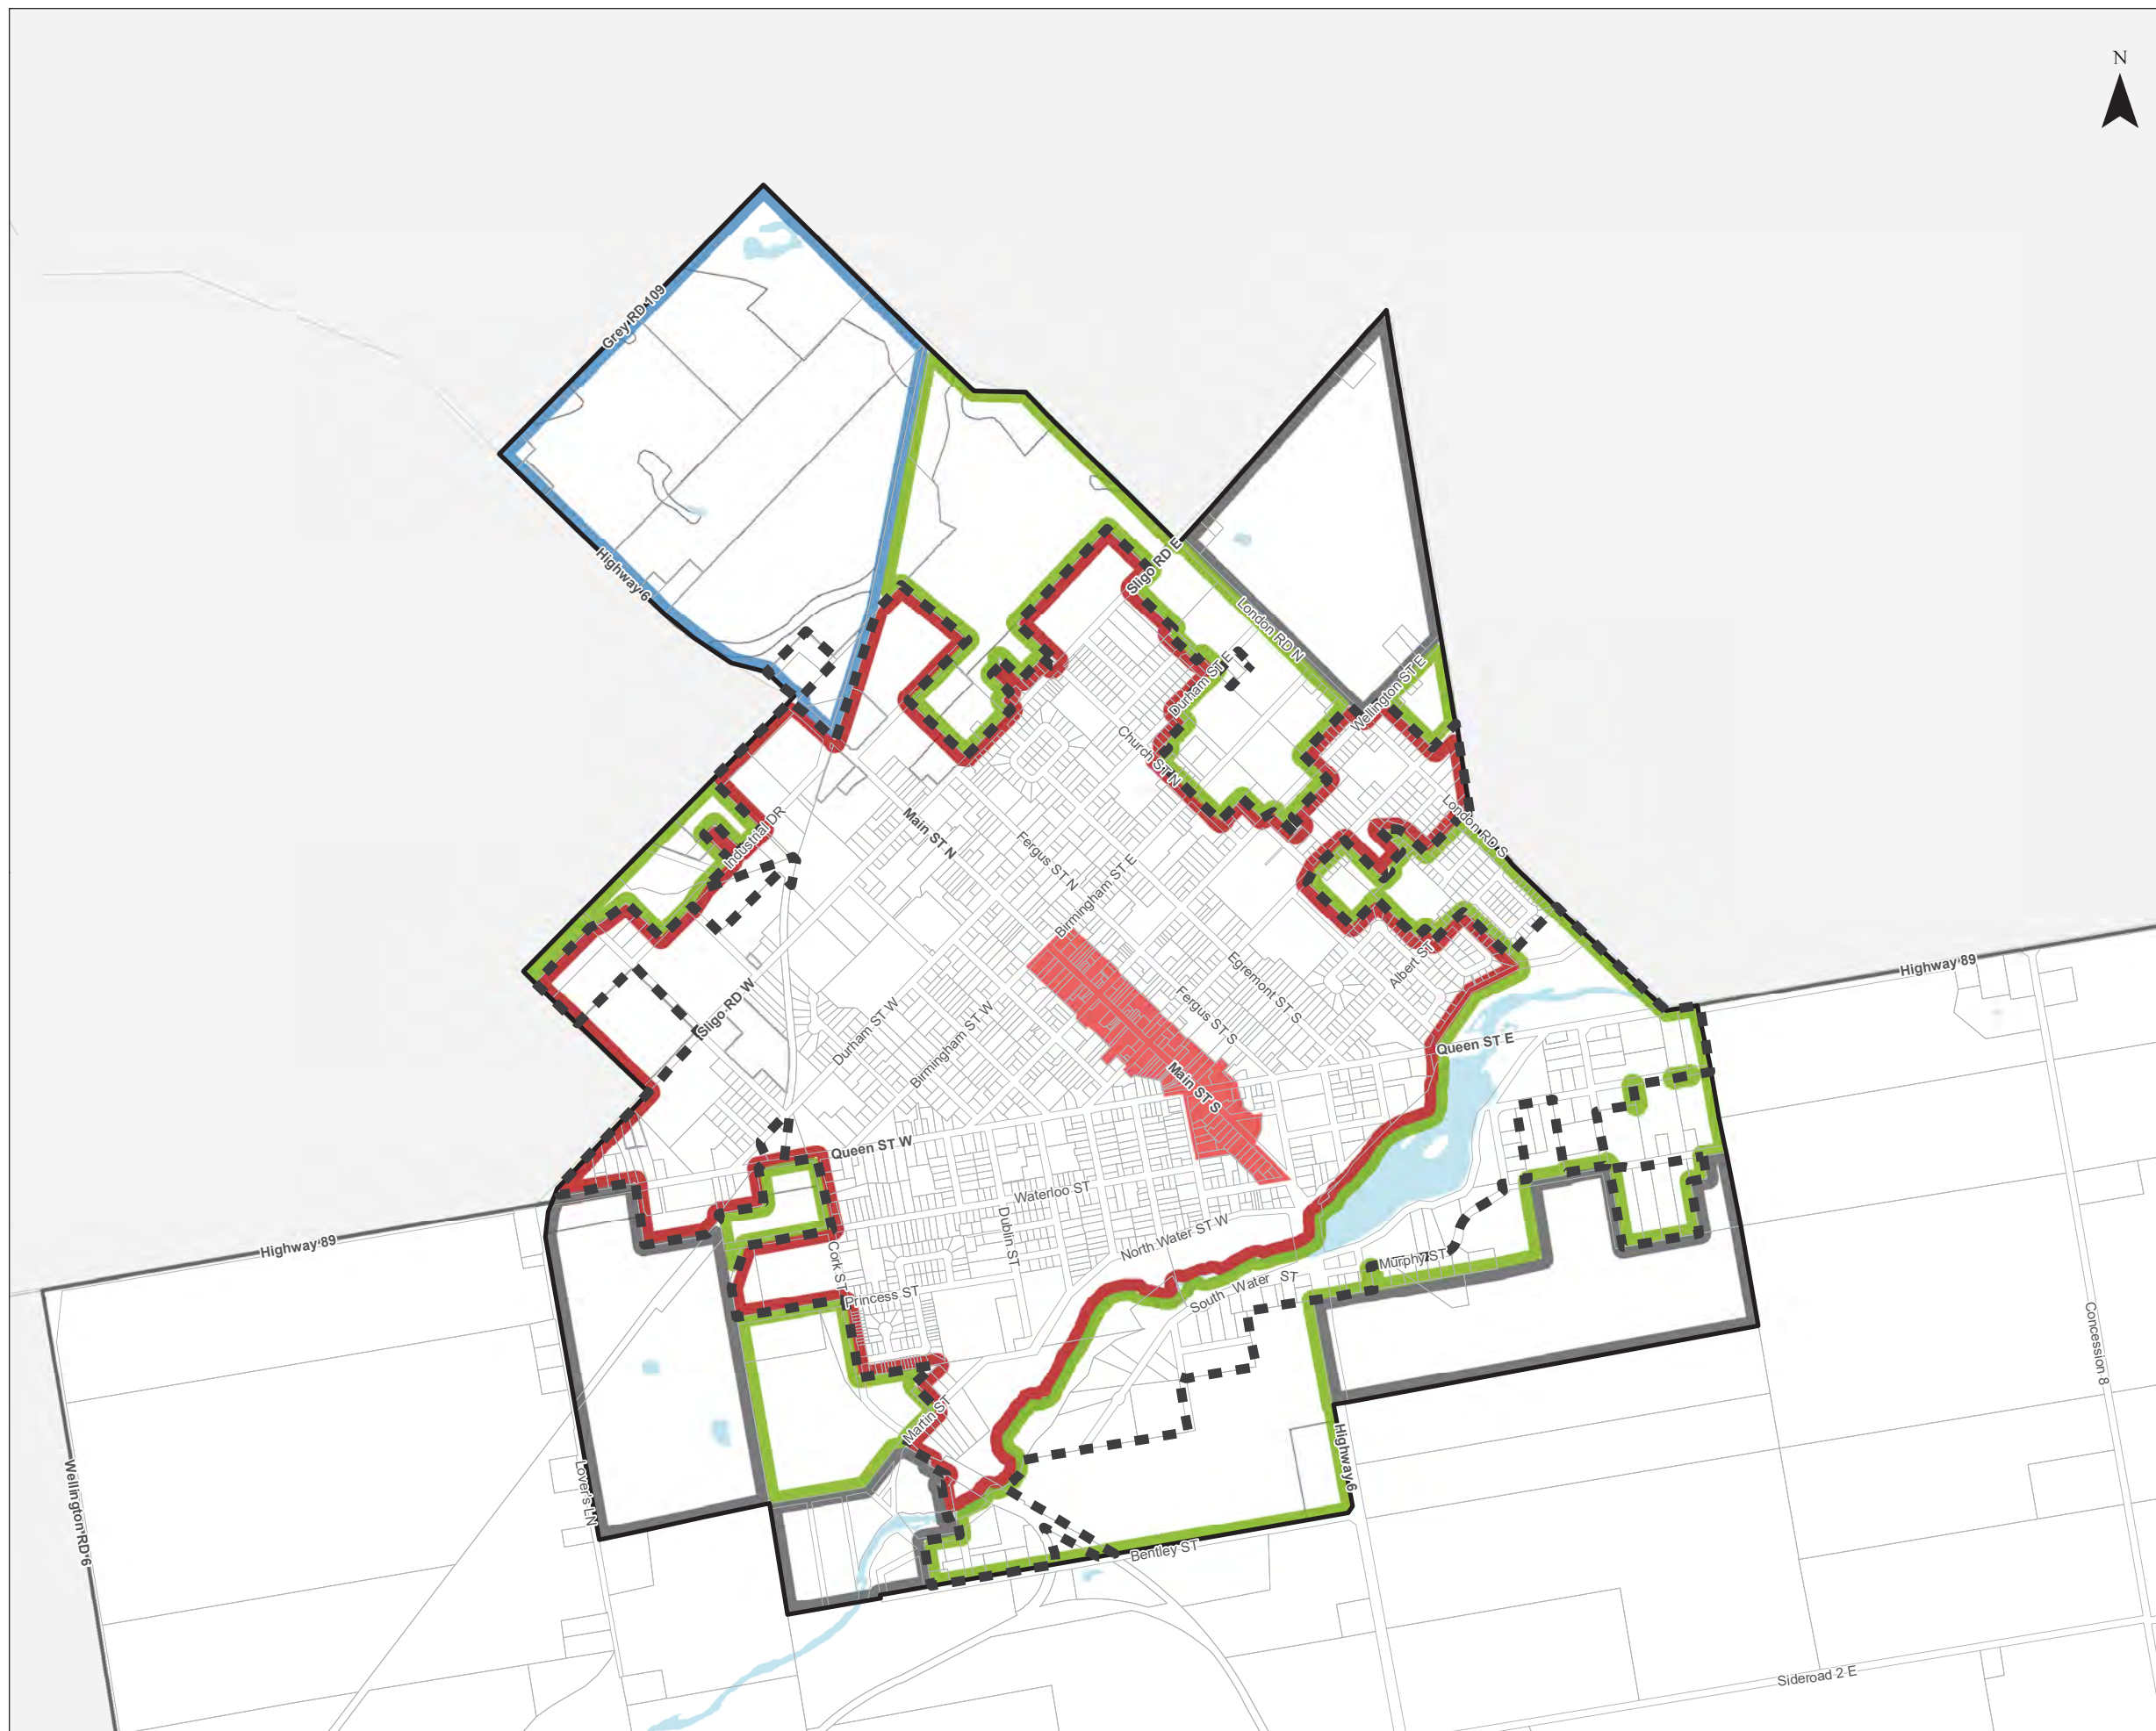 N
Grey RD 109
Highway 6
Sligo RD E
London RD N
Durham ST E
Wellington ST E
Church ST N
Industrial DR
Main ST N
London RD S
Fergus ST N
Birmingham ST E
Egremont ST S
Albert ST
Highway 89
Sligo RD W
Fergus ST S
Durham ST W
Birmingham ST W
Queen ST E
Main ST S
Queen ST W
Waterloo ST
Dublin ST
North Water ST W
Highway 89
Cork ST
Murphy ST
South Water ST
Princess ST
Concession 8
Martin ST
Highway 6
Lover's LN
Wellington RD 6
Bentley ST
Sideroad 2 E